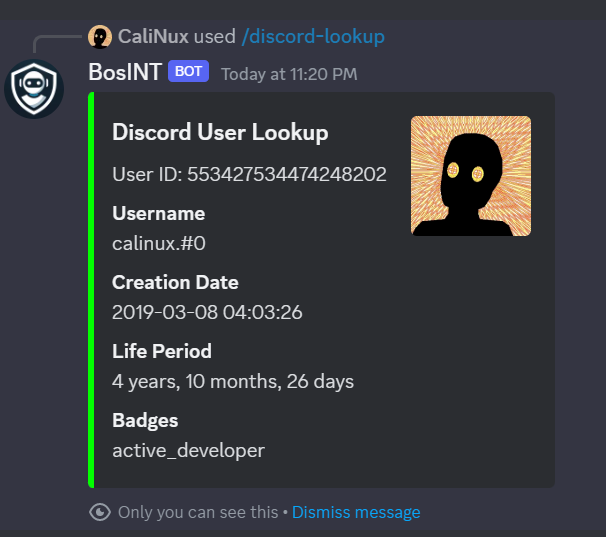 CaliNux used /discord-lookup
BosINT BOT Today at 11:20 PM
Discord User Lookup
User ID: 553427534474248202
Username
calinux.#0
Creation Date
2019-03-08 04:03:26
Life Period
4 years, 10 months, 26 days
Badges
active_developer
Only you can see this • Dismiss message